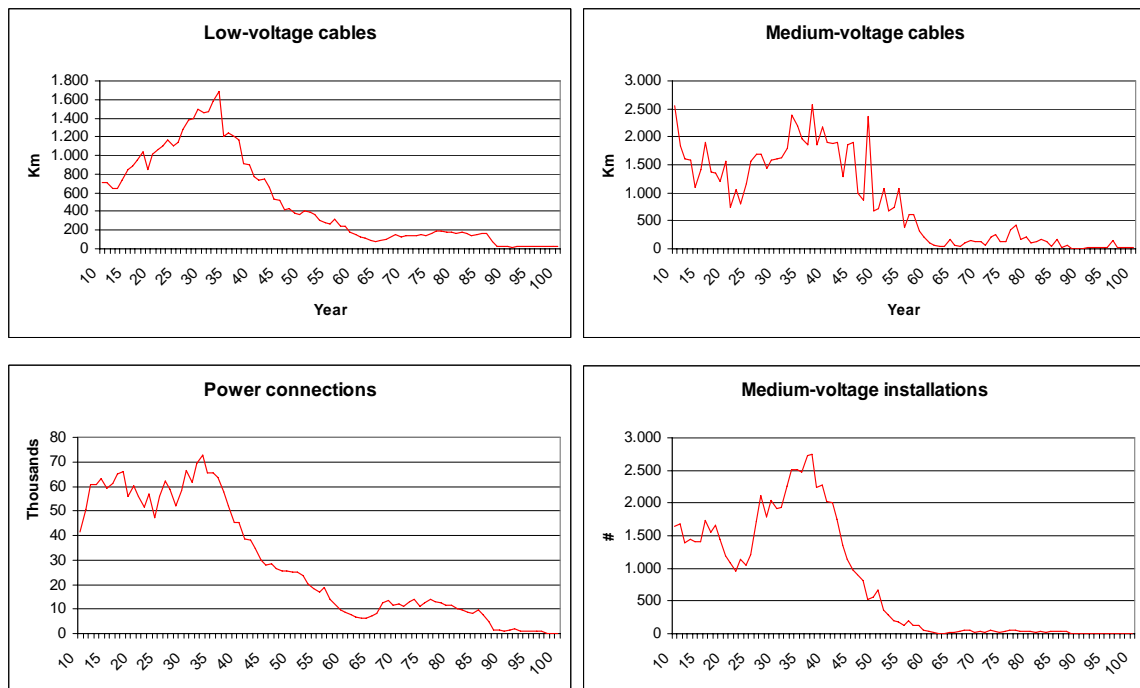 Low-voltage cables
Km
1.800
1.600
1.400
1.200
1.000
800
600
400
200
0
10 15 20 25 30 35 40 45 50 55 60 65 70 75 80 85 90 95 100
Year
Medium-voltage cables
Km
3.000
2.500
2.000
1.500
1.000
500
0
10 15 20 25 30 35 40 45 50 55 60 65 70 75 80 85 90 95 100
Year
Power connections
Thousands
80
70
60
50
40
30
20
10
0
10 15 20 25 30 35 40 45 50 55 60 65 70 75 80 85 90 95 100
Medium-voltage installations
#
3.000
2.500
2.000
1.500
1.000
500
0
10 15 20 25 30 35 40 45 50 55 60 65 70 75 80 85 90 95 100